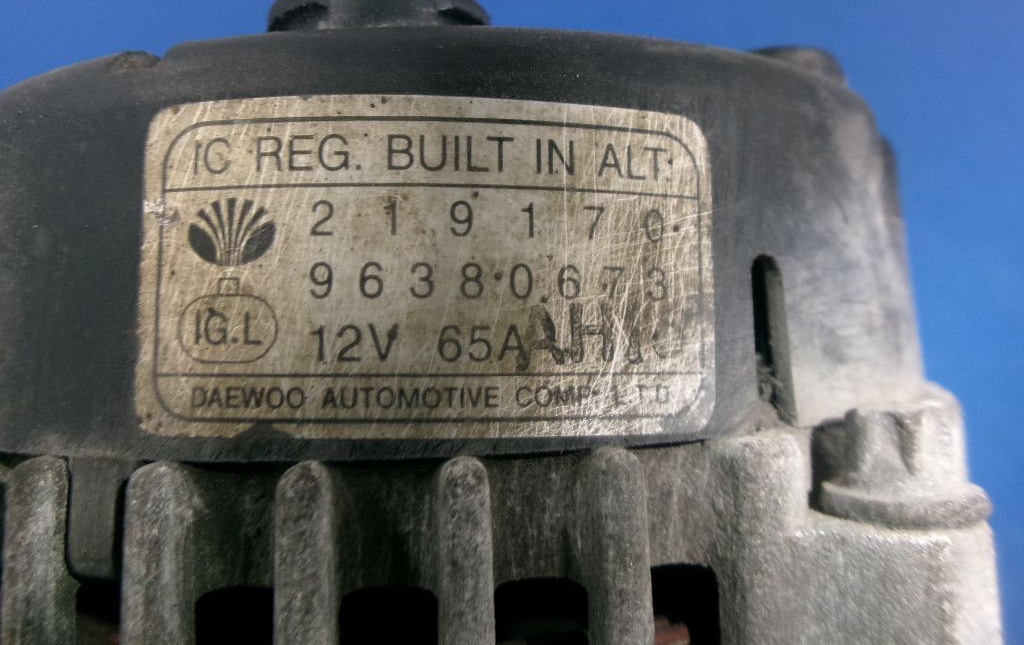 IC REG. BUILT IN ALT.
219170
96380673
IG.L
12V 65A
DAEWOO AUTOMOTIVE COMP. LTD